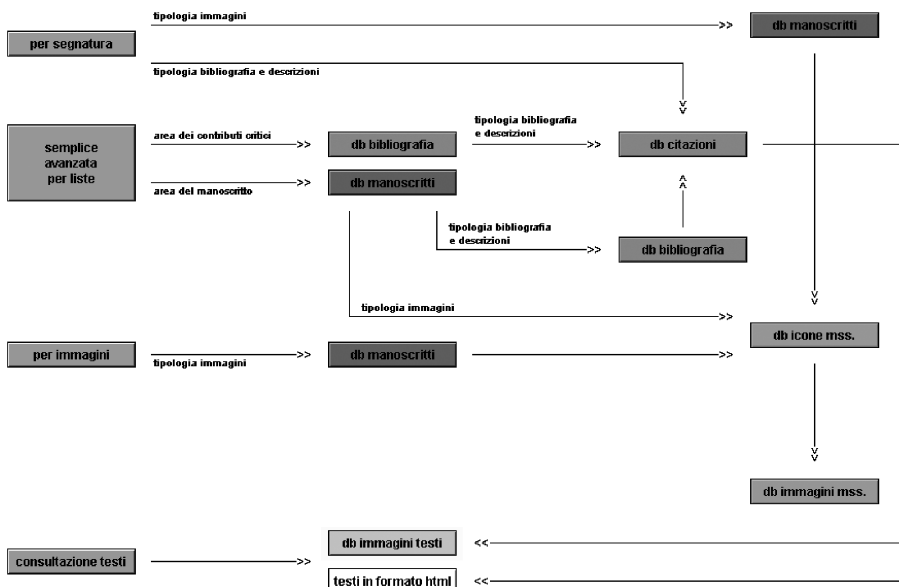 tipologia immagini
>>
db manoscritti
per segnatura
tipologia bibliografia e descrizioni
>>
semplice
avanzata
per liste
area dei contributi critici
>>
db bibliografia
tipologia bibliografia
e descrizioni
>>
db citazioni
area del manoscritto
>>
db manoscritti
>>
tipologia bibliografia
e descrizioni
>>
db bibliografia
tipologia immagini
>>
>>
db icone mss.
per immagini
tipologia immagini
>>
db manoscritti
>>
>>
db immagini mss.
consultazione testi
>>
db immagini testi
<<
testi in formato html
<<